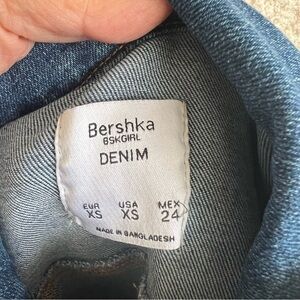 Bershka
BSKGIRL
DENIM
EUR USA MEX
XS XS 24
MADE IN BANGLADESH